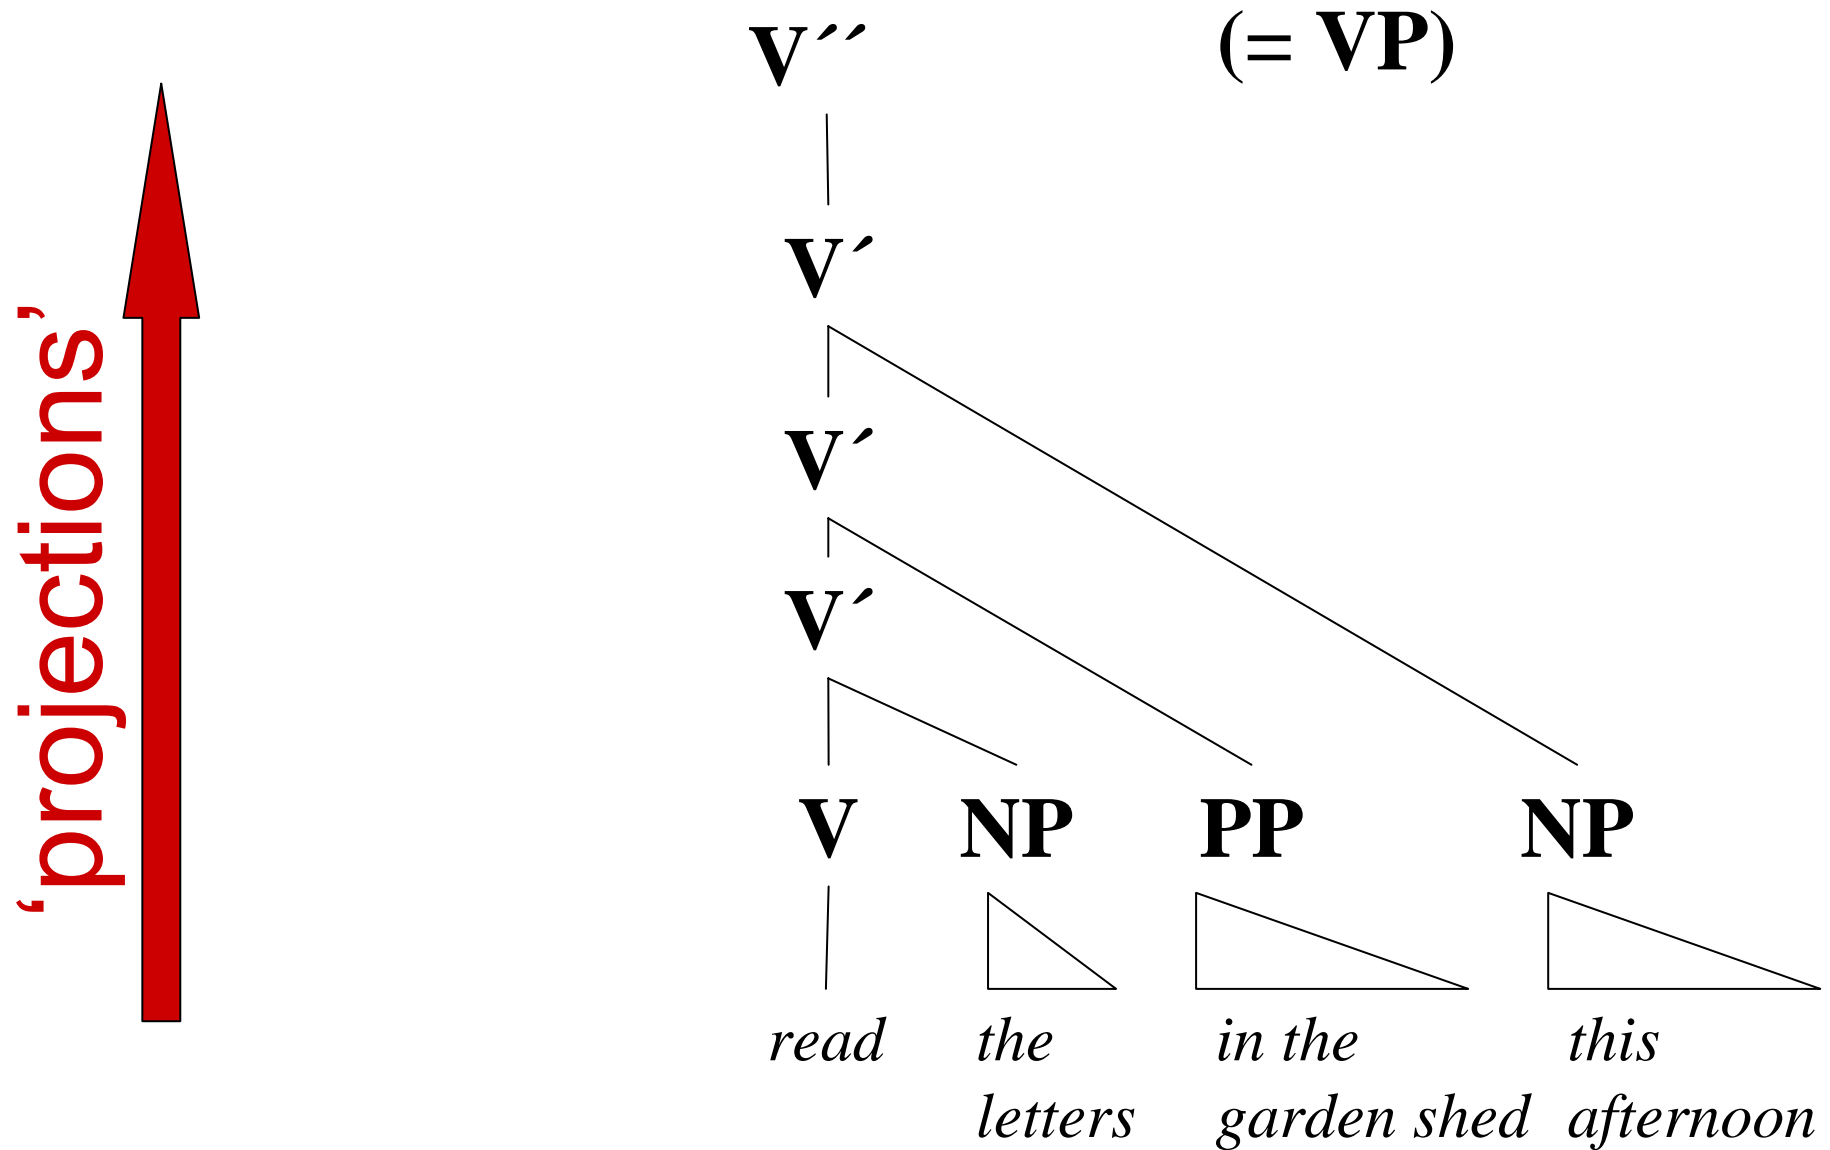 V´´ (= VP)
V´
V´
V´
V NP PP NP
read the in the this
letters garden shed afternoon
‘projections’